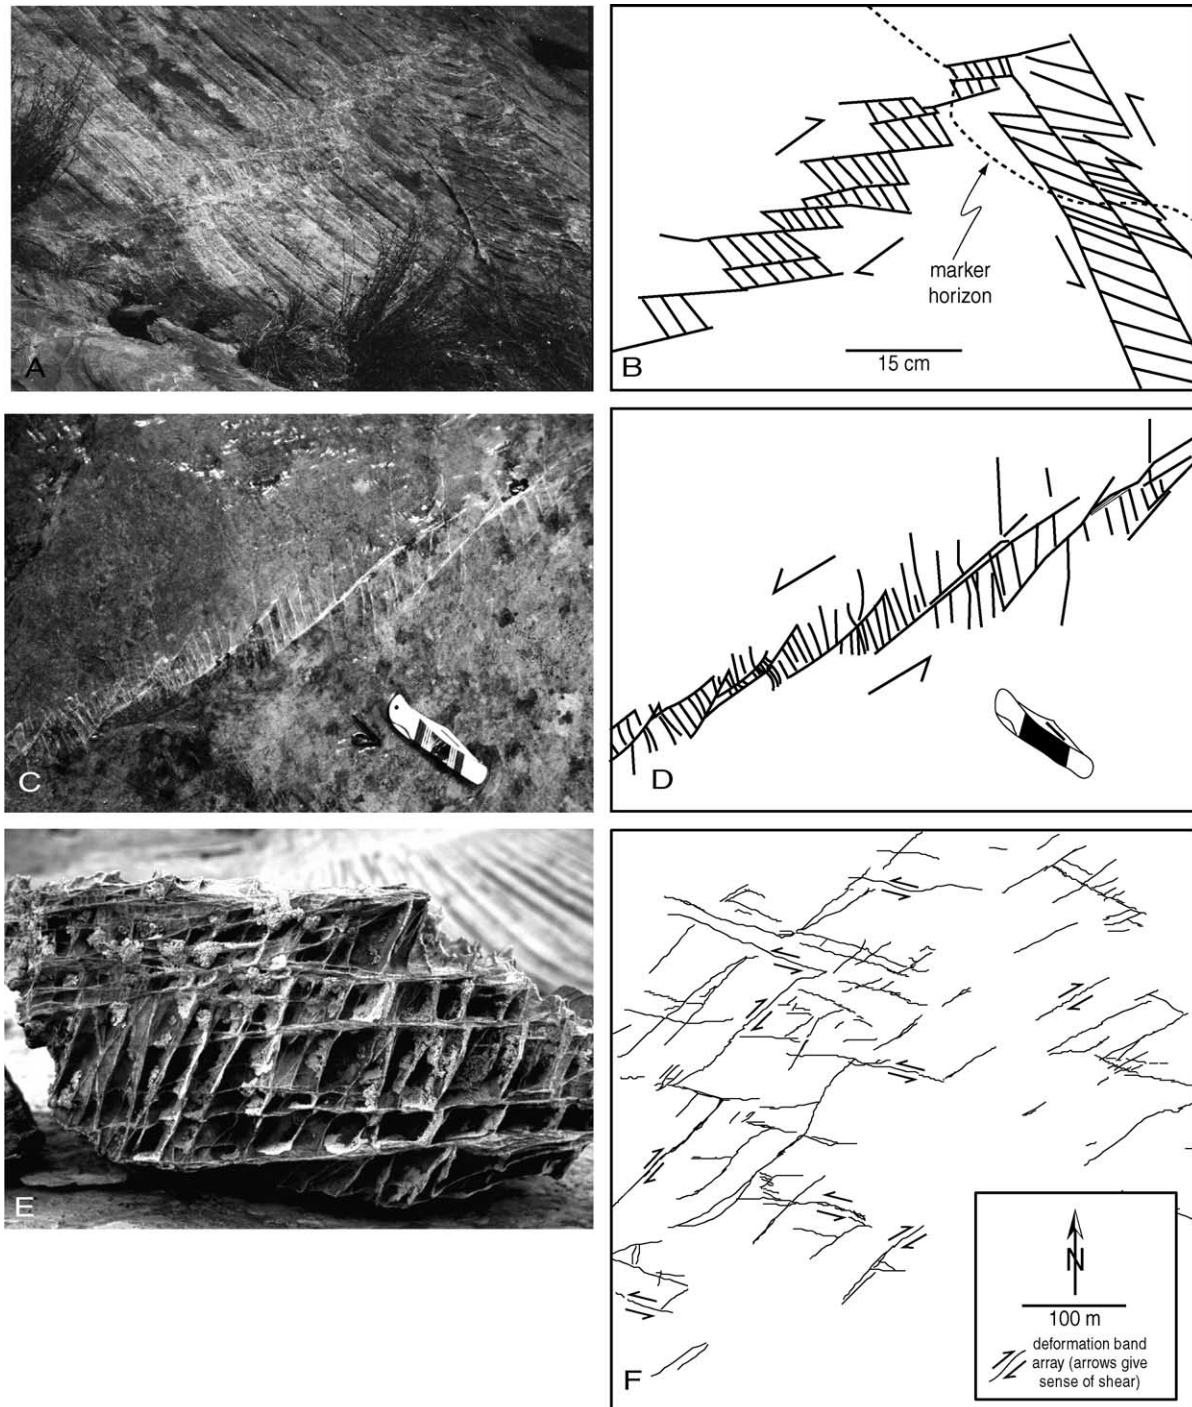 A
B
marker
horizon
15 cm
C
D
E
F
N
100 m
deformation band
array (arrows give
sense of shear)